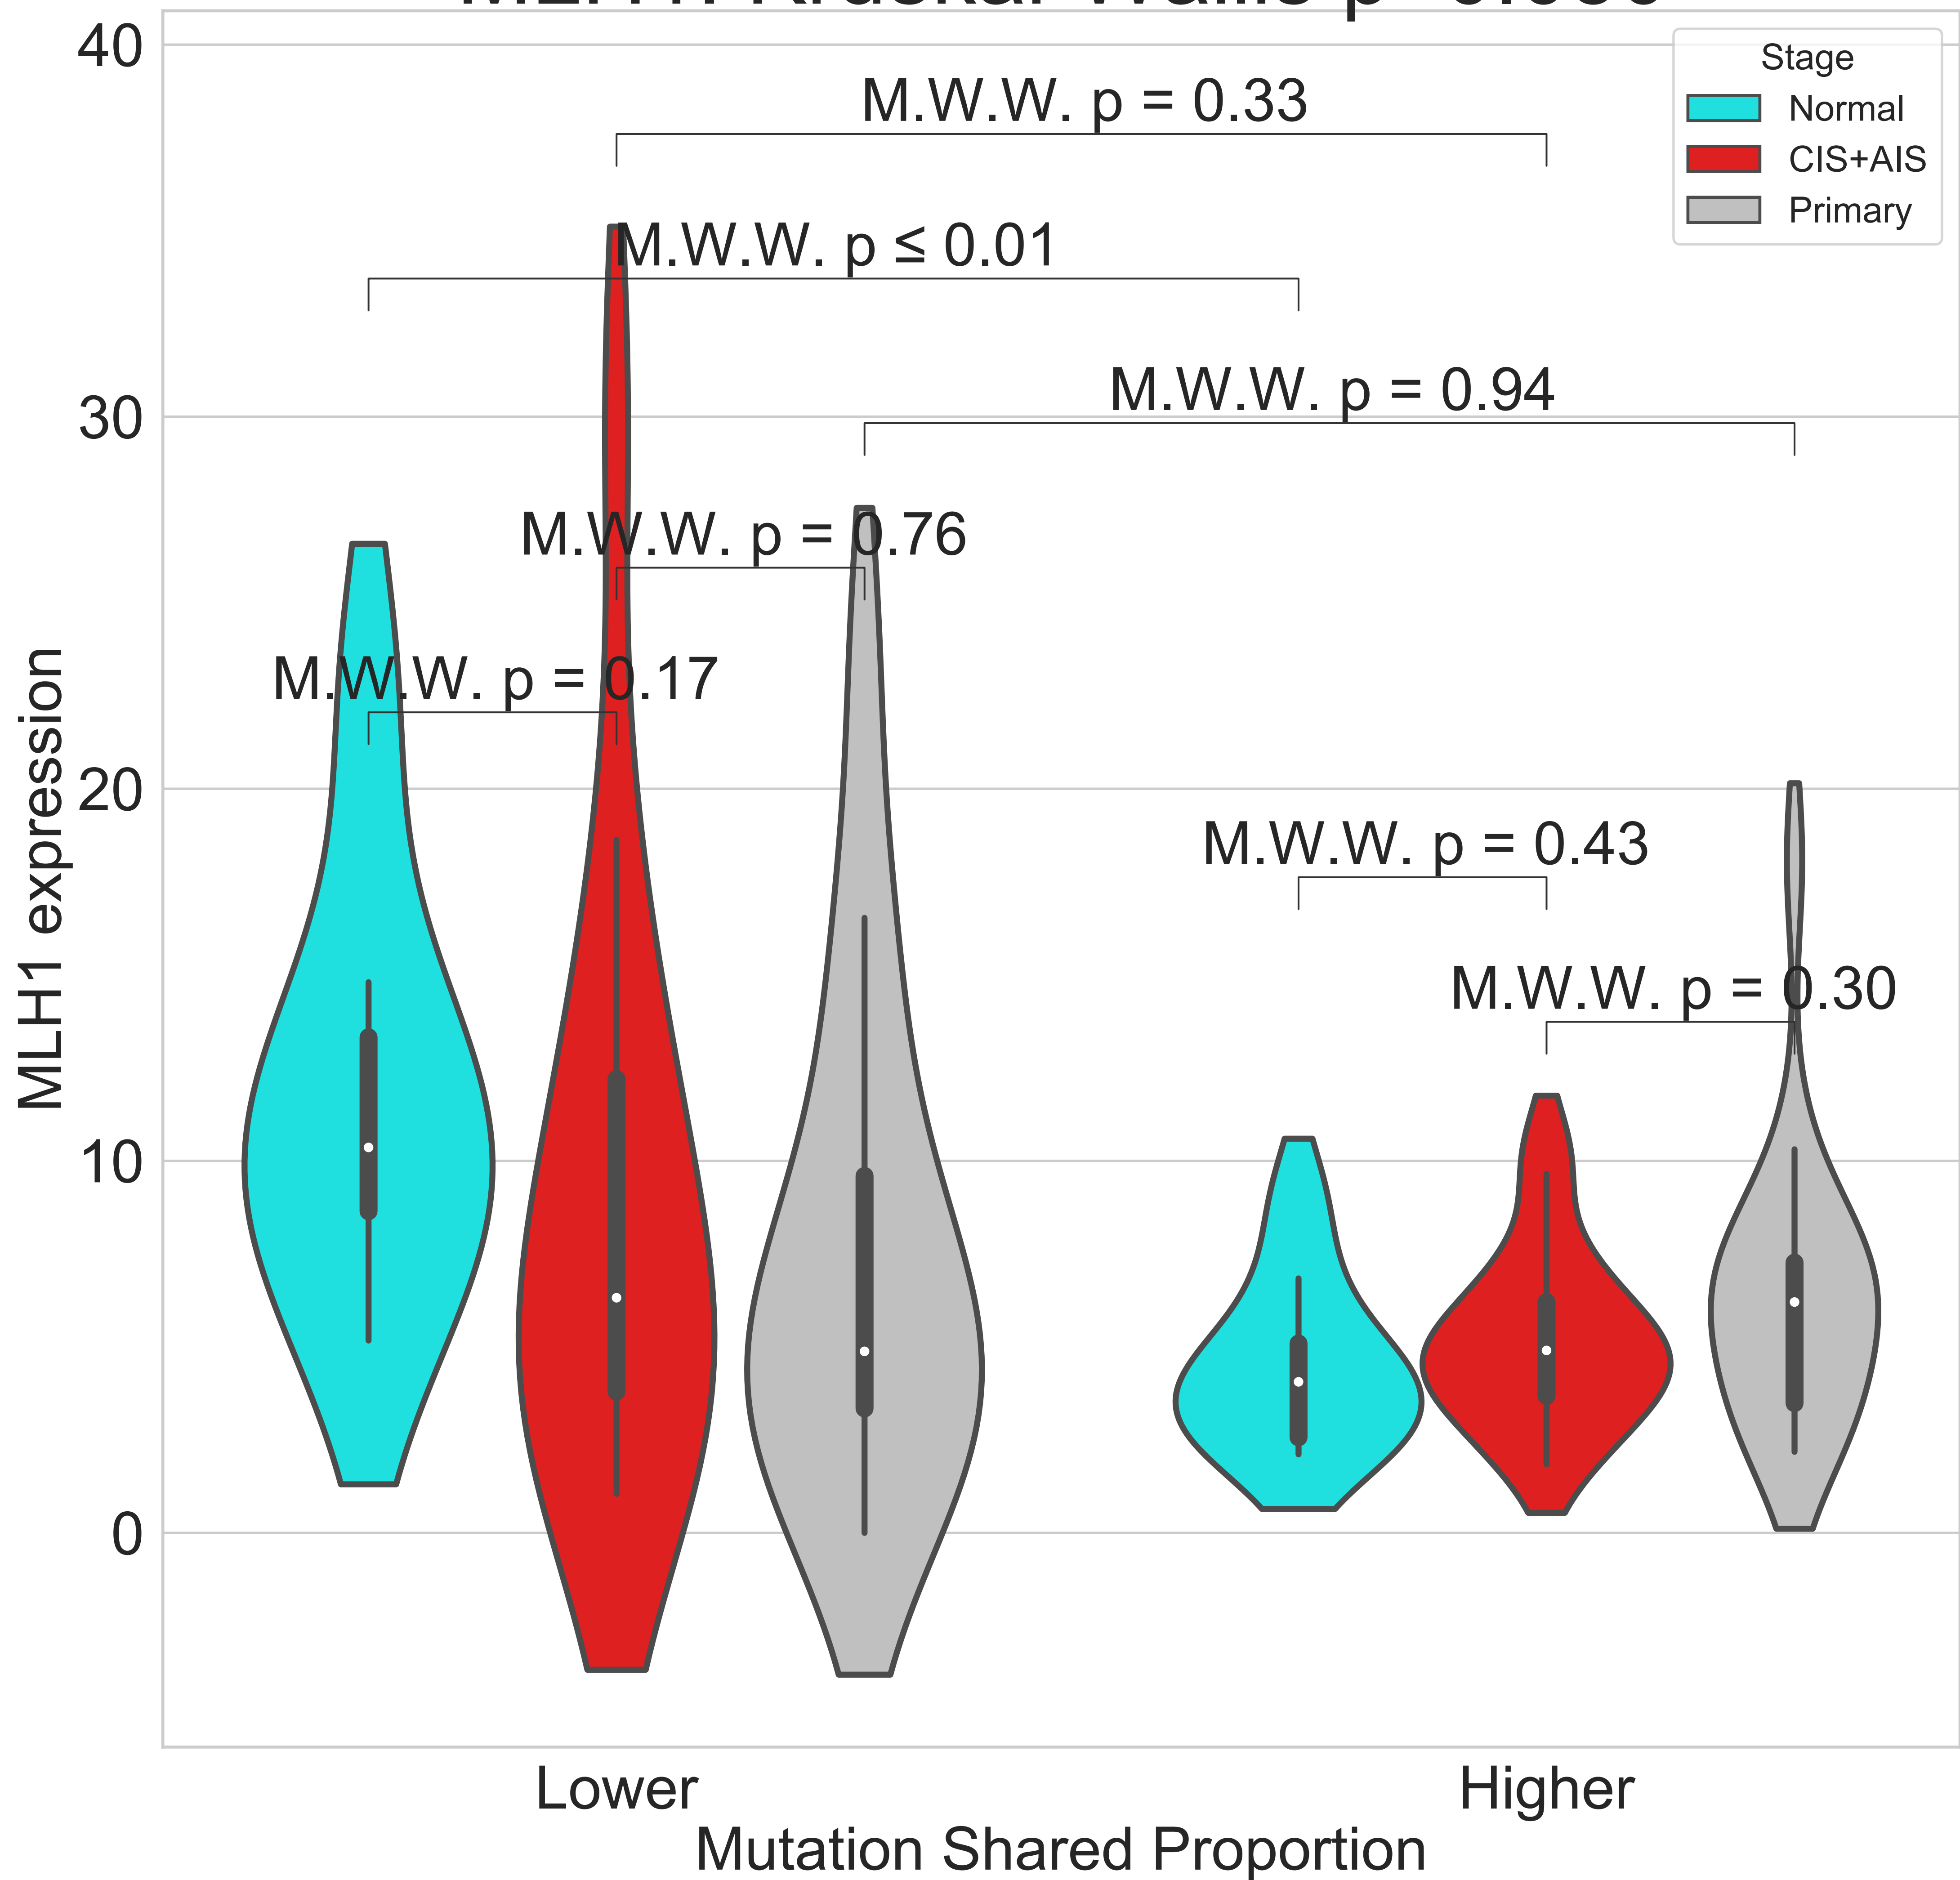 40
30
20
10
0
MLH1 expression
M.W.W. p = 0.33
M.W.W. p ≤ 0.01
M.W.W. p = 0.94
M.W.W. p = 0.76
M.W.W. p = 0.17
M.W.W. p = 0.43
M.W.W. p = 0.30
Stage
Normal
CIS+AIS
Primary
Lower
Higher
Mutation Shared Proportion